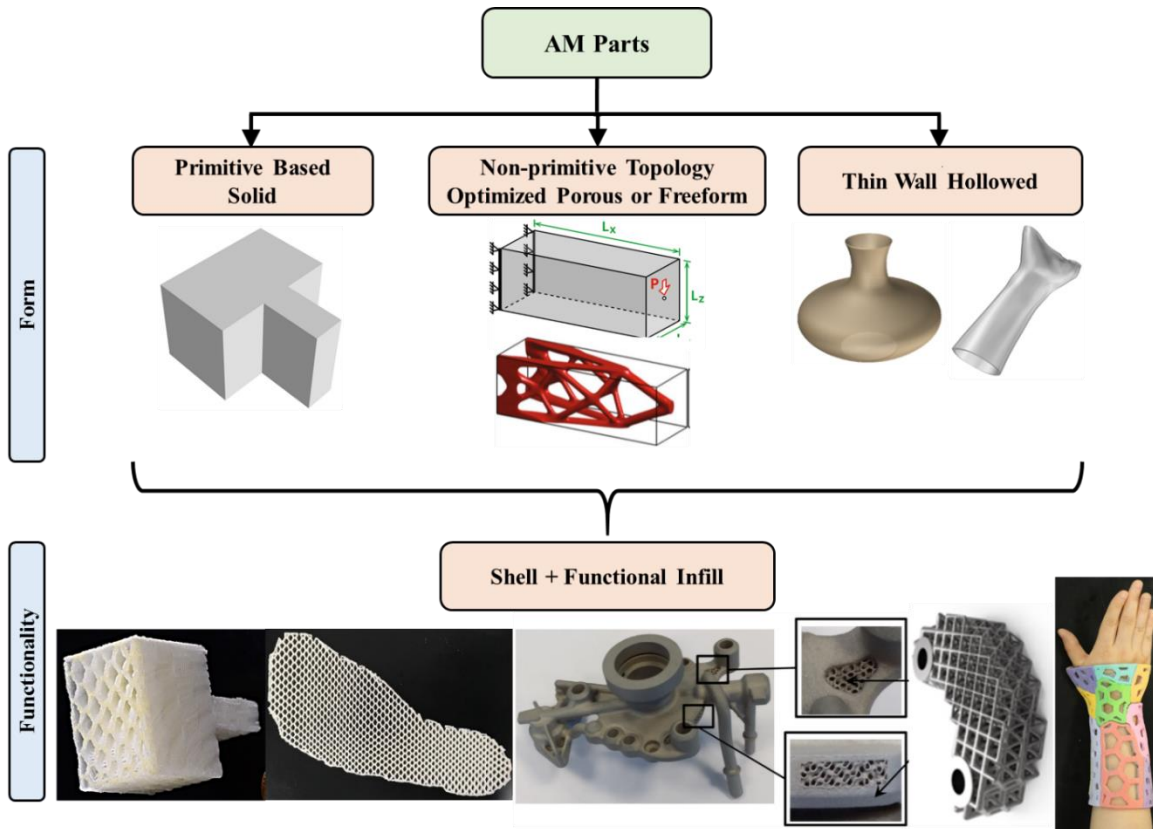 AM Parts
Form
Primitive Based
Solid
Non-primitive Topology
Optimized Porous or Freeform
Thin Wall Hollowed
Lx
P
Lz
Functionality
Shell + Functional Infill